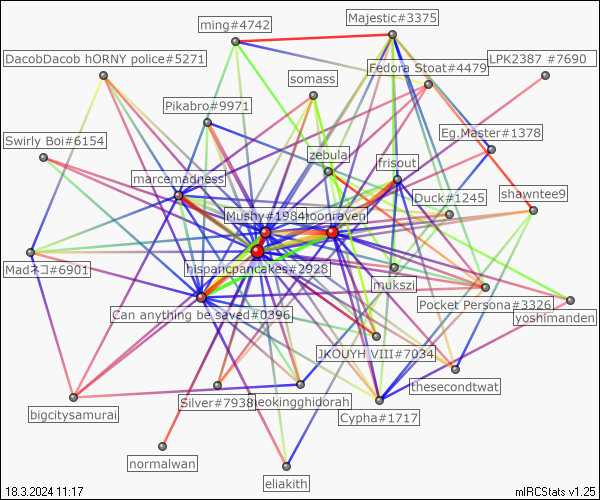 ming#4742
Majestic#3375
DacobDacob hORNY police#5271
Fedora Stoat#4479
LPK2387 #7690
somass
Pikabro#9971
Eg.Master#1378
Swirly Boi#6154
zebula
frisout
marcemadness
Duck#1245
shawntee9
Mushy#1984
moonraven
Madネコ#6901
hispanicpancakes#2928
mukszi
Can anything be saved#0396
Pocket Persona#3326
yoshimanden
JKOUYH VIII#7034
thesecondtwat
bigcitysamurai
Silver#7938
neokingghidorah
Cypha#1717
normalwan
eliakith
18.3.2024 11:17
mIRCStats v1.25